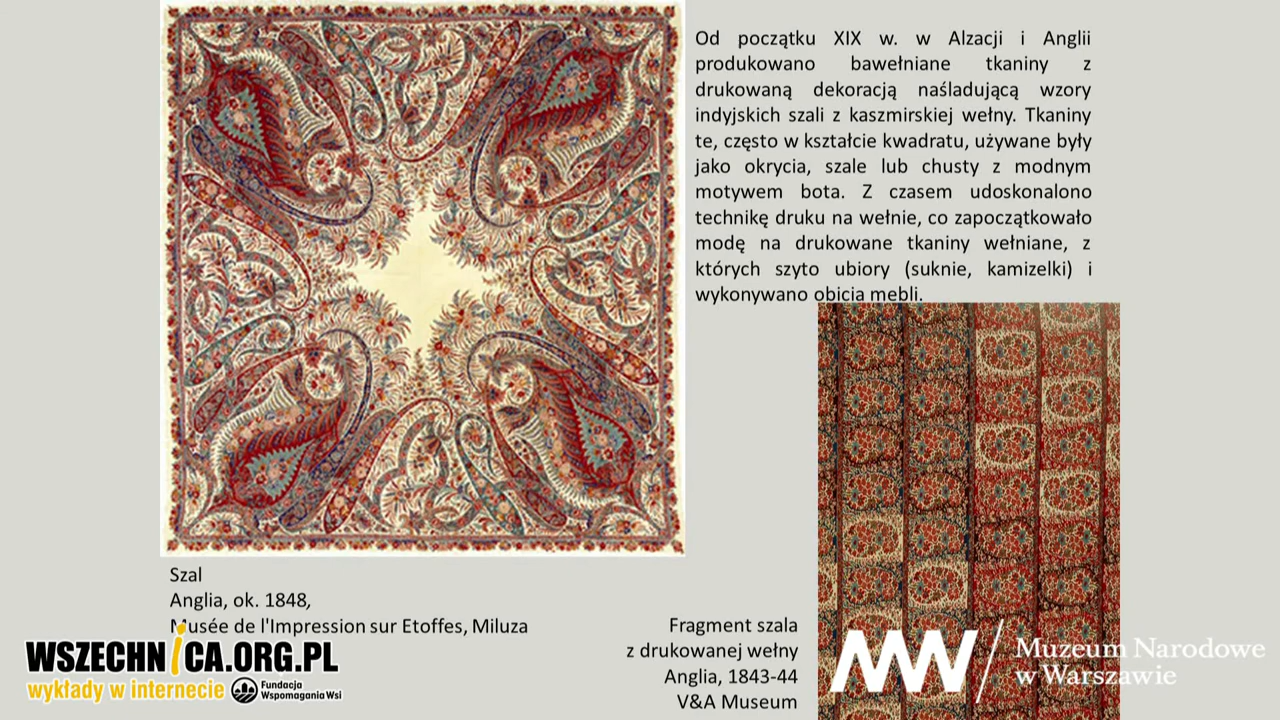 Od początku XIX w. w Alzacji i Anglii
produkowano bawełniane tkaniny z
drukowaną dekoracją naśladującą wzory
indyjskich szali z kaszmirskiej wełny. Tkaniny
te, często w kształcie kwadratu, używane były
jako okrycia, szale lub chusty z modnym
motywem bota. Z czasem udoskonalono
technikę druku na wełnie, co zapoczątkowało
modę na drukowane tkaniny wełniane, z
których szyto ubiory (suknie, kamizelki) i
wykonywano obicia mebli.
Szal
Anglia, ok. 1848,
Musée de l'Impression sur Etoffes, Miluza
Fragment szala
z drukowanej wełny
Anglia, 1843-44
V&A Museum
WSZECHNiCA.ORG.PL
wykłady w internecie
Fundacja
Wspomagania Wsi
MNW
Muzeum Narodowe
w Warszawie